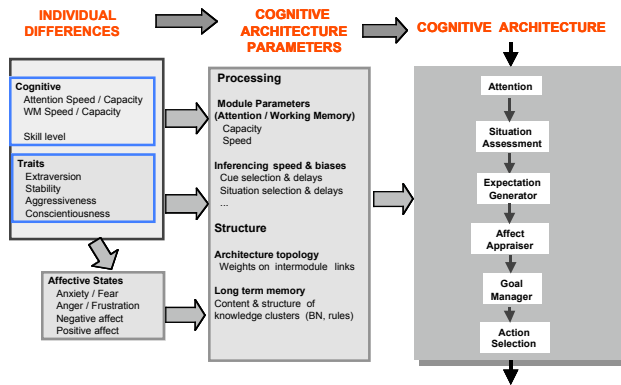 INDIVIDUAL
DIFFERENCES
COGNITIVE
ARCHITECTURE
PARAMETERS
COGNITIVE ARCHITECTURE
Cognitive
Attention Speed / Capacity
WM Speed / Capacity
Skill level
Traits
Extraversion
Stability
Aggressiveness
Conscientiousness
Affective States
Anxiety / Fear
Anger / Frustration
Negative affect
Positive affect
Processing
Module Parameters
(Attention / Working Memory)
Capacity
Speed
Inferencing speed & biases
Cue selection & delays
Situation selection & delays
...
Structure
Architecture topology
Weights on intermodule links
Long term memory
Content & structure of
knowledge clusters (BN, rules)
Attention
Situation
Assessment
Expectation
Generator
Affect
Appraiser
Goal
Manager
Action
Selection